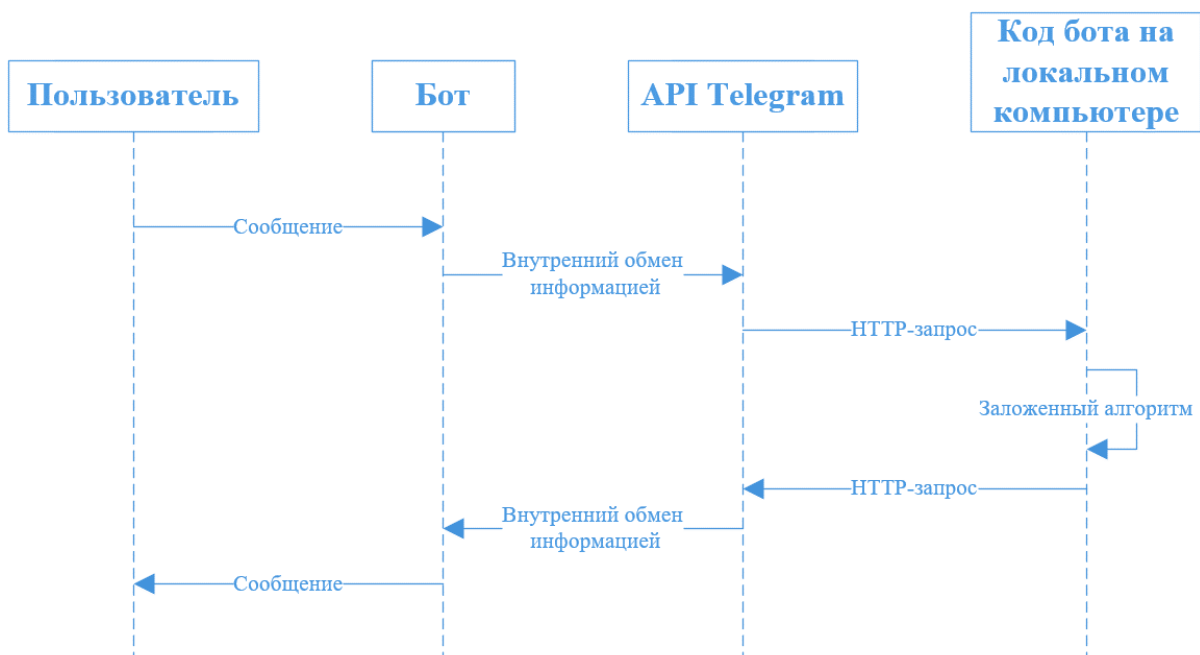 Пользователь
Бот
API Telegram
Код бота на
локальном
компьютере
Сообщение
Внутренний обмен
информацией
HTTP-запрос
Заложенный алгоритм
HTTP-запрос
Внутренний обмен
информацией
Сообщение